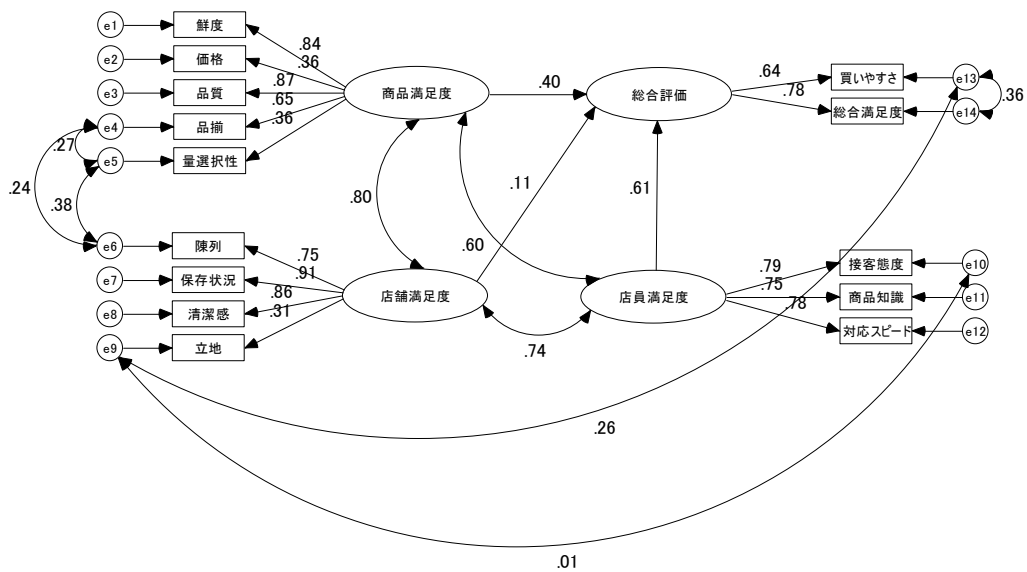 e1
鮮度
.84
e2
価格
.36
e3
品質
.87
e4
品揃
.65
e5
量選択性
.36
商品満足度
.40
総合評価
.64
買いやすさ
e13
.78
総合満足度
e14
.36
.27
.24
.38
.80
.11
.61
.60
e6
陳列
.75
e7
保存状況
.91
e8
清潔感
.86
e9
立地
.31
店舗満足度
店員満足度
.79
接客態度
e10
.75
商品知識
e11
.78
対応スピード
e12
.74
.26
.01